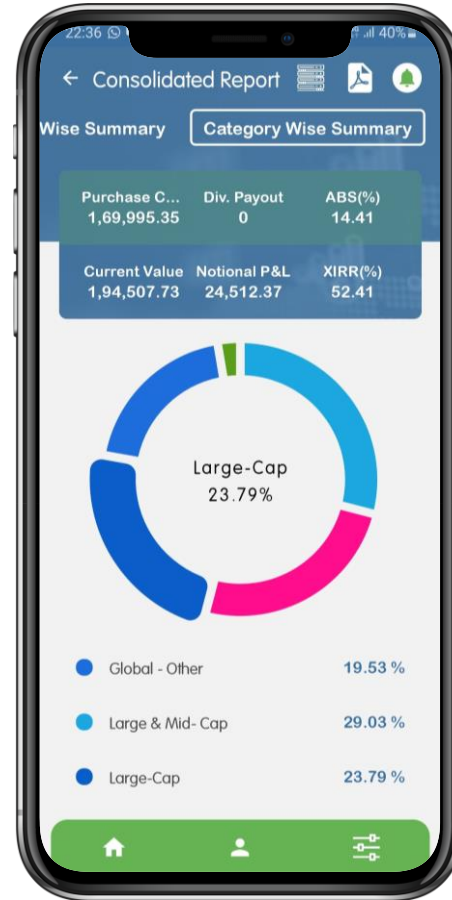 22:36 .ıll 40%
← Consolidated Report
Wise Summary Category Wise Summary
Purchase C... Div. Payout ABS(%)
1,69,995.35 0 14.41
Current Value Notional P&L XIRR(%)
1,94,507.73 24,512.37 52.41
Large-Cap
23.79%
Global - Other 19.53 %
Large & Mid- Cap 29.03 %
Large-Cap 23.79 %